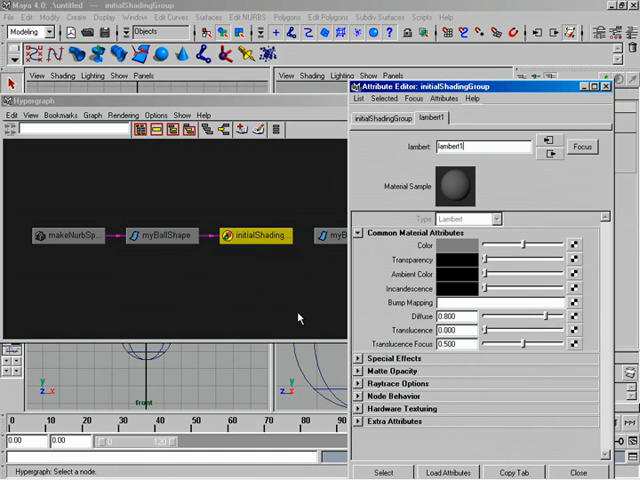 Maya 4.0: .\untitled -- initialShadingGroup
File Edit Modify Create Display Window Edit Curves Surfaces Edit NURBS Polygons Edit Polygons Subdiv Surfaces Scripts Help
Modeling
Objects
View Shading Lighting Show Panels
View Shading Lighting Show Panels
Hypergraph
Edit View Bookmarks Graph Rendering Options Show Help
makeNurbSp...
myBallShape
initialShading...
Attribute Editor: initialShadingGroup
List Selected Focus Attributes Help
initialShadingGroup
lambert1
lambert:
lambert1
Focus
Material Sample
Type
Lambert
Common Material Attributes
Color
Transparency
Ambient Color
Incandescence
Bump Mapping
Diffuse 0.800
Translucence 0.000
Translucence Focus 0.500
Special Effects
Matte Opacity
Raytrace Options
Node Behavior
Hardware Texturing
Extra Attributes
Select
Load Attributes
Copy Tab
Close
y
z x
front
y
z x
0 10 20 30 40 50 60 70 80 90
0.00 0.00
0
120
Hypergraph: Select a node.